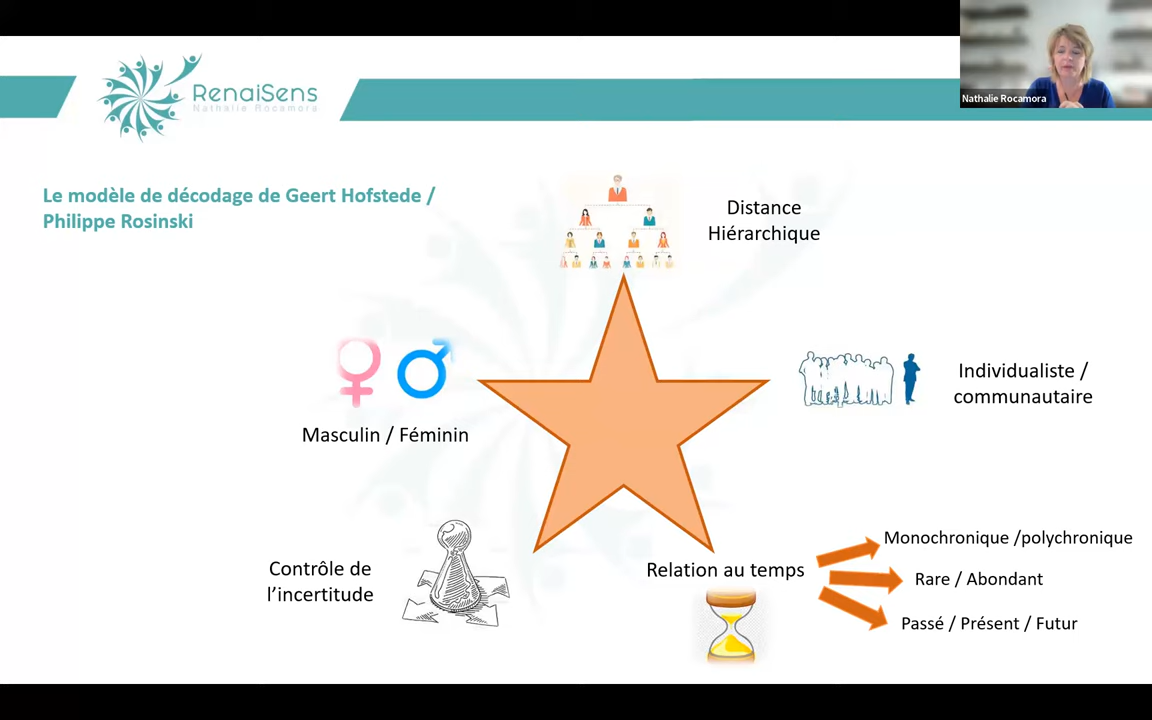 RenaiSens
Nathalie Rocamora
Nathalie Rocamora
Le modèle de décodage de Geert Hofstede /
Philippe Rosinski
Distance
Hiérarchique
Individualiste /
communautaire
Masculin / Féminin
Monochronique /polychronique
Contrôle de
l'incertitude
Relation au temps
Rare / Abondant
Passé / Présent / Futur